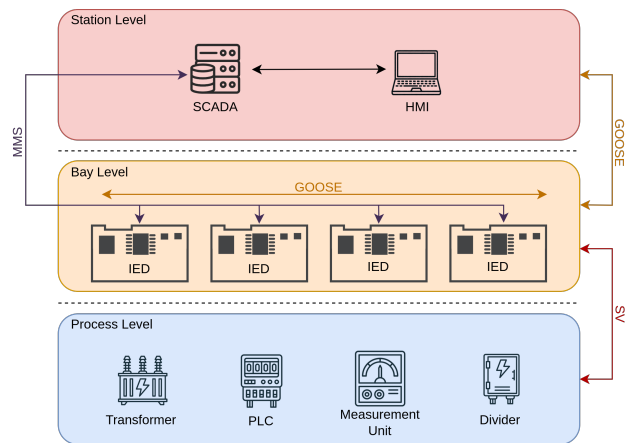 Station Level
SCADA
HMI
MMS
GOOSE
Bay Level
GOOSE
IED
IED
IED
IED
SV
Process Level
Transformer
PLC
Measurement
Unit
Divider